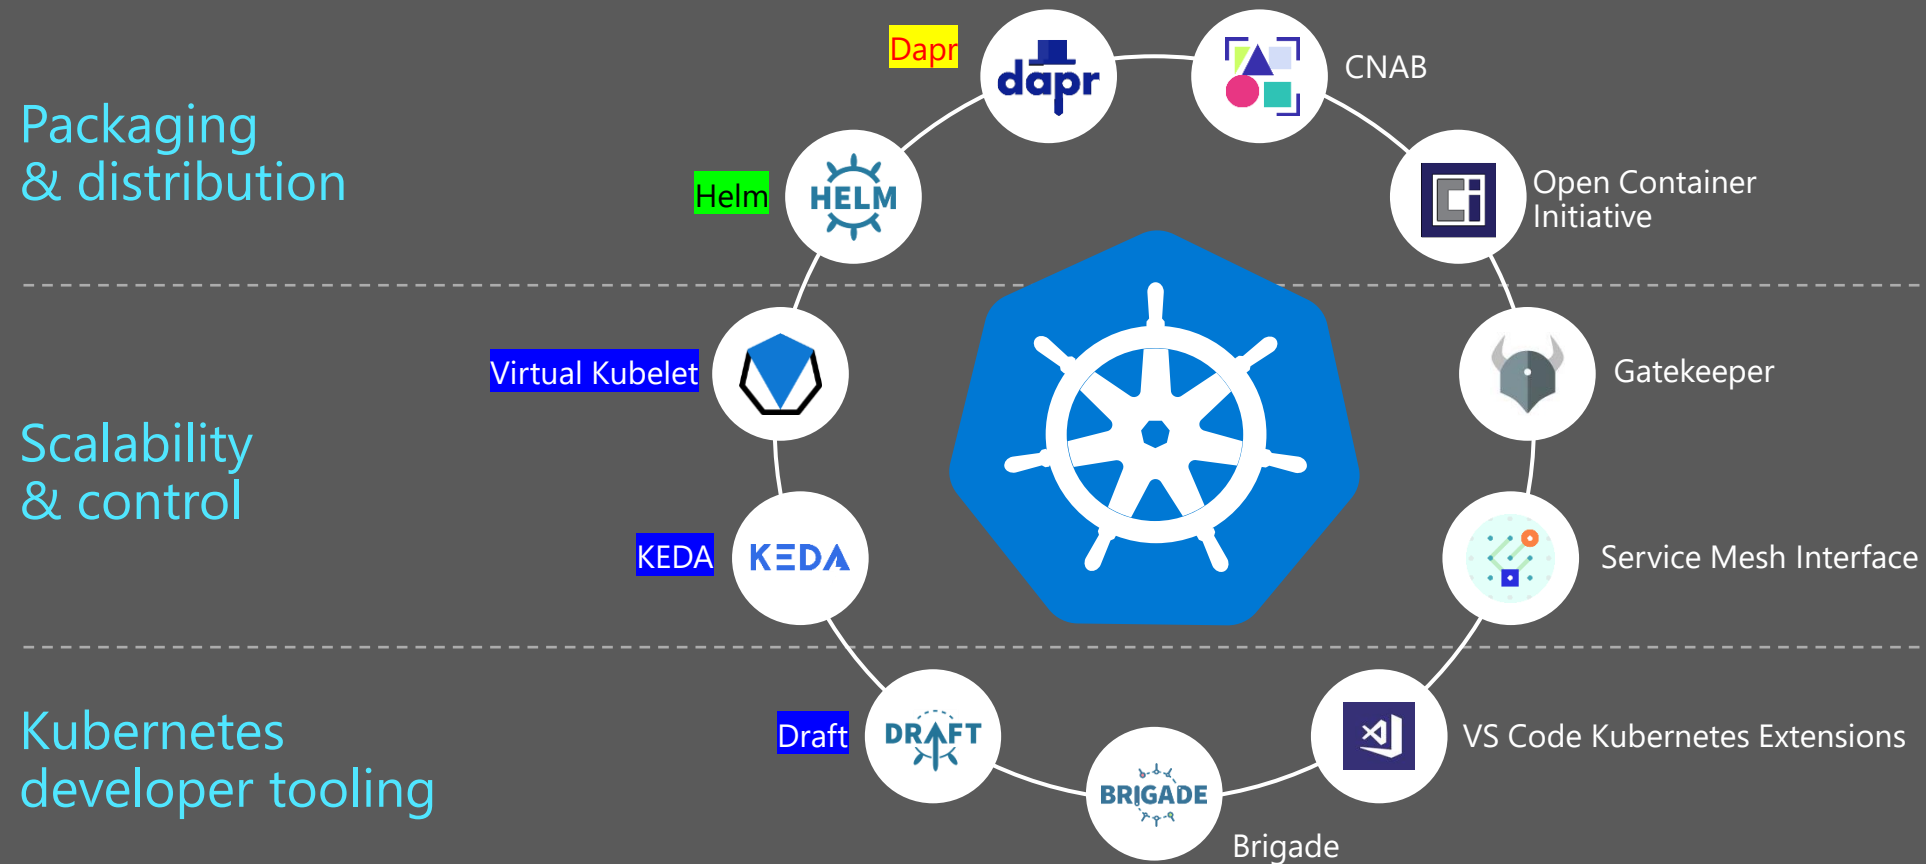 Packaging
& distribution
Dapr
dapr
CNAB
Helm
HELM
Open Container
Initiative
Scalability
& control
Virtual Kubelet
Gatekeeper
KEDA
KEDA
Service Mesh Interface
Kubernetes
developer tooling
Draft
DRAFT
BRIGADE
Brigade
VS Code Kubernetes Extensions